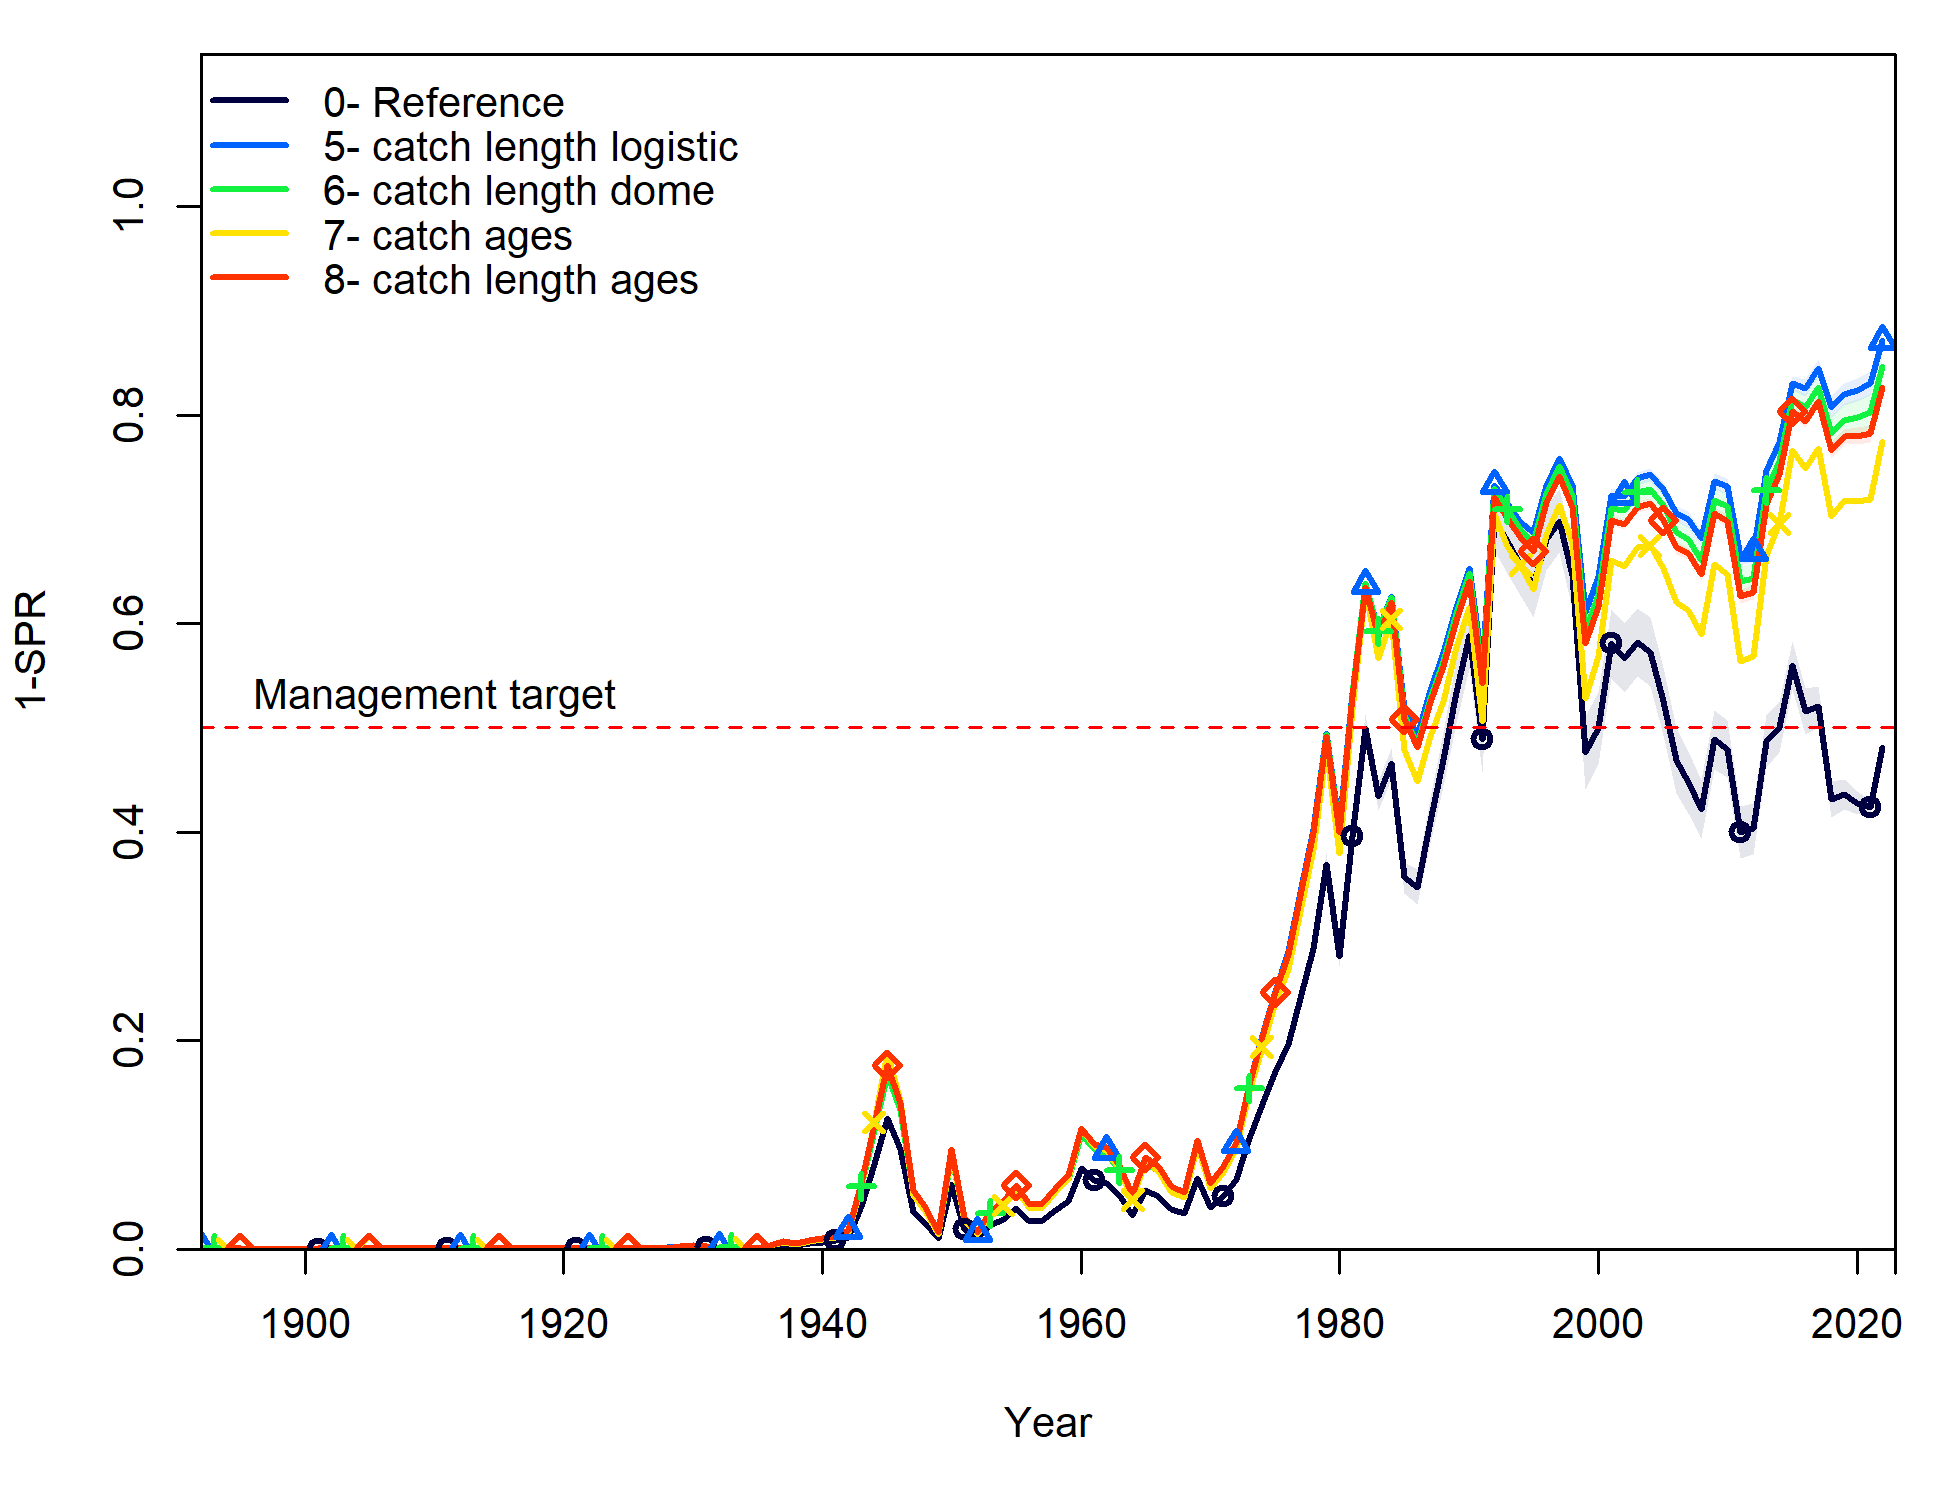 0- Reference
5- catch length logistic
6- catch length dome
7- catch ages
8- catch length ages
1.0
0.8
0.6
0.4
0.2
0.0
1-SPR
Management target
1900 1920 1940 1960 1980 2000 2020
Year